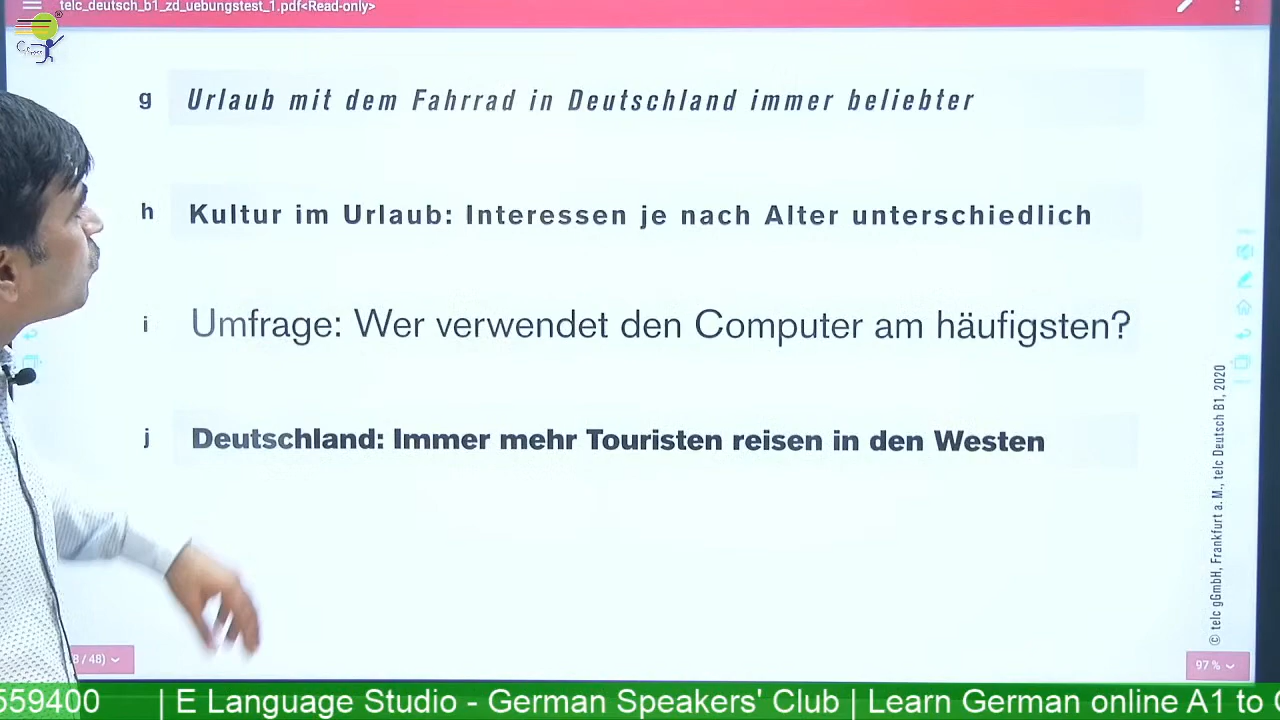 telc_deutsch_b1_zd_uebungstest_1.pdf<Read-only>
g Urlaub mit dem Fahrrad in Deutschland immer beliebter
h Kultur im Urlaub: Interessen je nach Alter unterschiedlich
i Umfrage: Wer verwendet den Computer am häufigsten?
j Deutschland: Immer mehr Touristen reisen in den Westen
© telc gGmbH, Frankfurt a. M., telc Deutsch B1, 2020
/ 48)
97 %
559400 | E Language Studio - German Speakers' Club | Learn German online A1 to